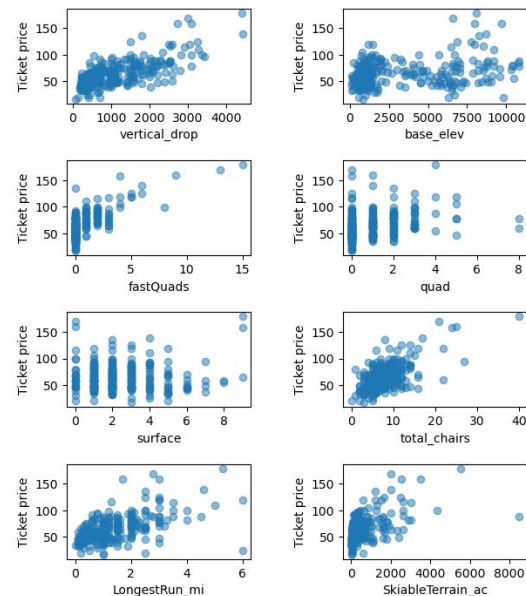 Ticket price
150
100
50
0 1000 2000 3000 4000
vertical_drop
Ticket price
150
100
50
0 2500 5000 7500 10000
base_elev
Ticket price
150
100
50
0 5 10 15
fastQuads
Ticket price
150
100
50
0 2 4 6 8
quad
Ticket price
150
100
50
0 2 4 6 8
surface
Ticket price
150
100
50
0 10 20 30 40
total_chairs
Ticket price
150
100
50
0 2 4 6
LongestRun_mi
Ticket price
150
100
50
0 2000 4000 6000 8000
SkiableTerrain_ac